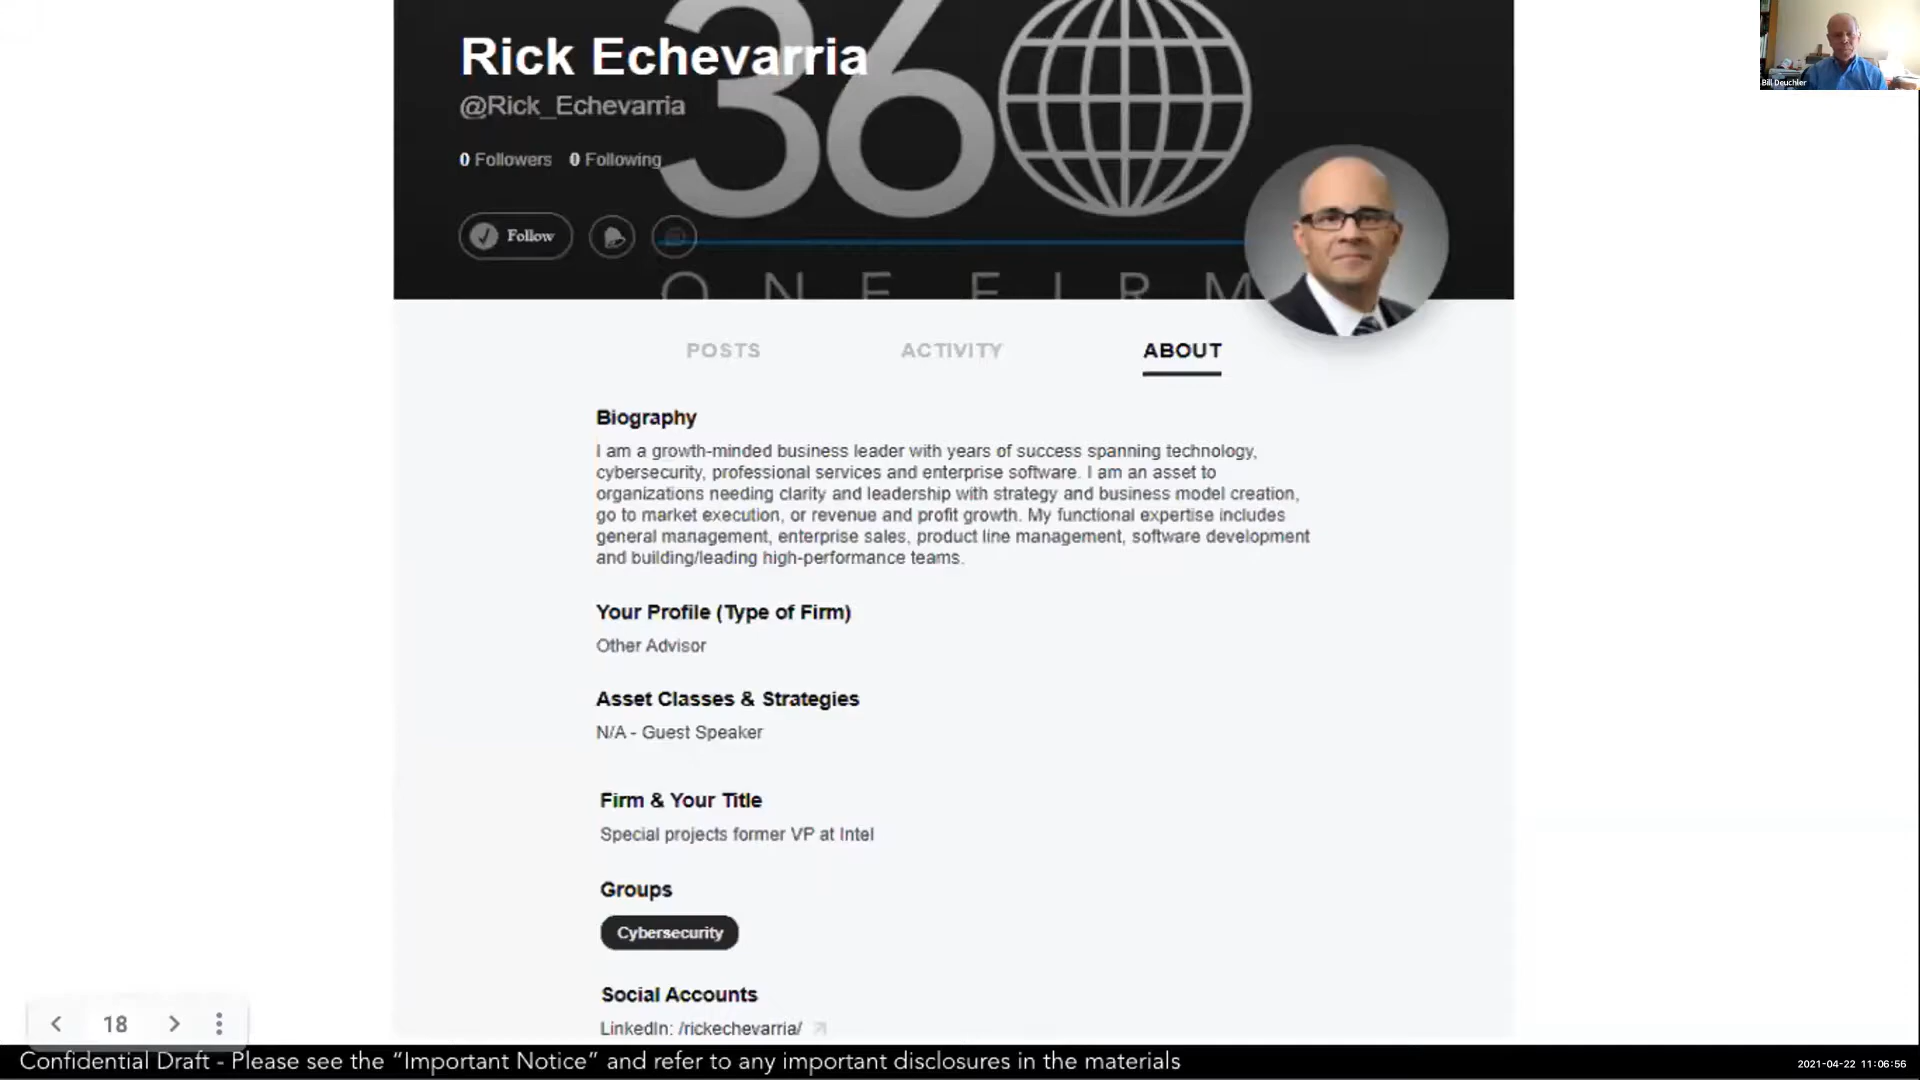 36
Rick Echevarria
@Rick_Echevarria
0 Followers 0 Following
Follow
ONE FIRM
Bill Deuchler
POSTS ACTIVITY ABOUT
Biography
I am a growth-minded business leader with years of success spanning technology,
cybersecurity, professional services and enterprise software. I am an asset to
organizations needing clarity and leadership with strategy and business model creation,
go to market execution, or revenue and profit growth. My functional expertise includes
general management, enterprise sales, product line management, software development
and building/leading high-performance teams.
Your Profile (Type of Firm)
Other Advisor
Asset Classes & Strategies
N/A - Guest Speaker
Firm & Your Title
Special projects former VP at Intel
Groups
Cybersecurity
Social Accounts
LinkedIn: /rickechevarria/
18
Confidential Draft - Please see the “Important Notice” and refer to any important disclosures in the materials
2021-04-22 11:06:56